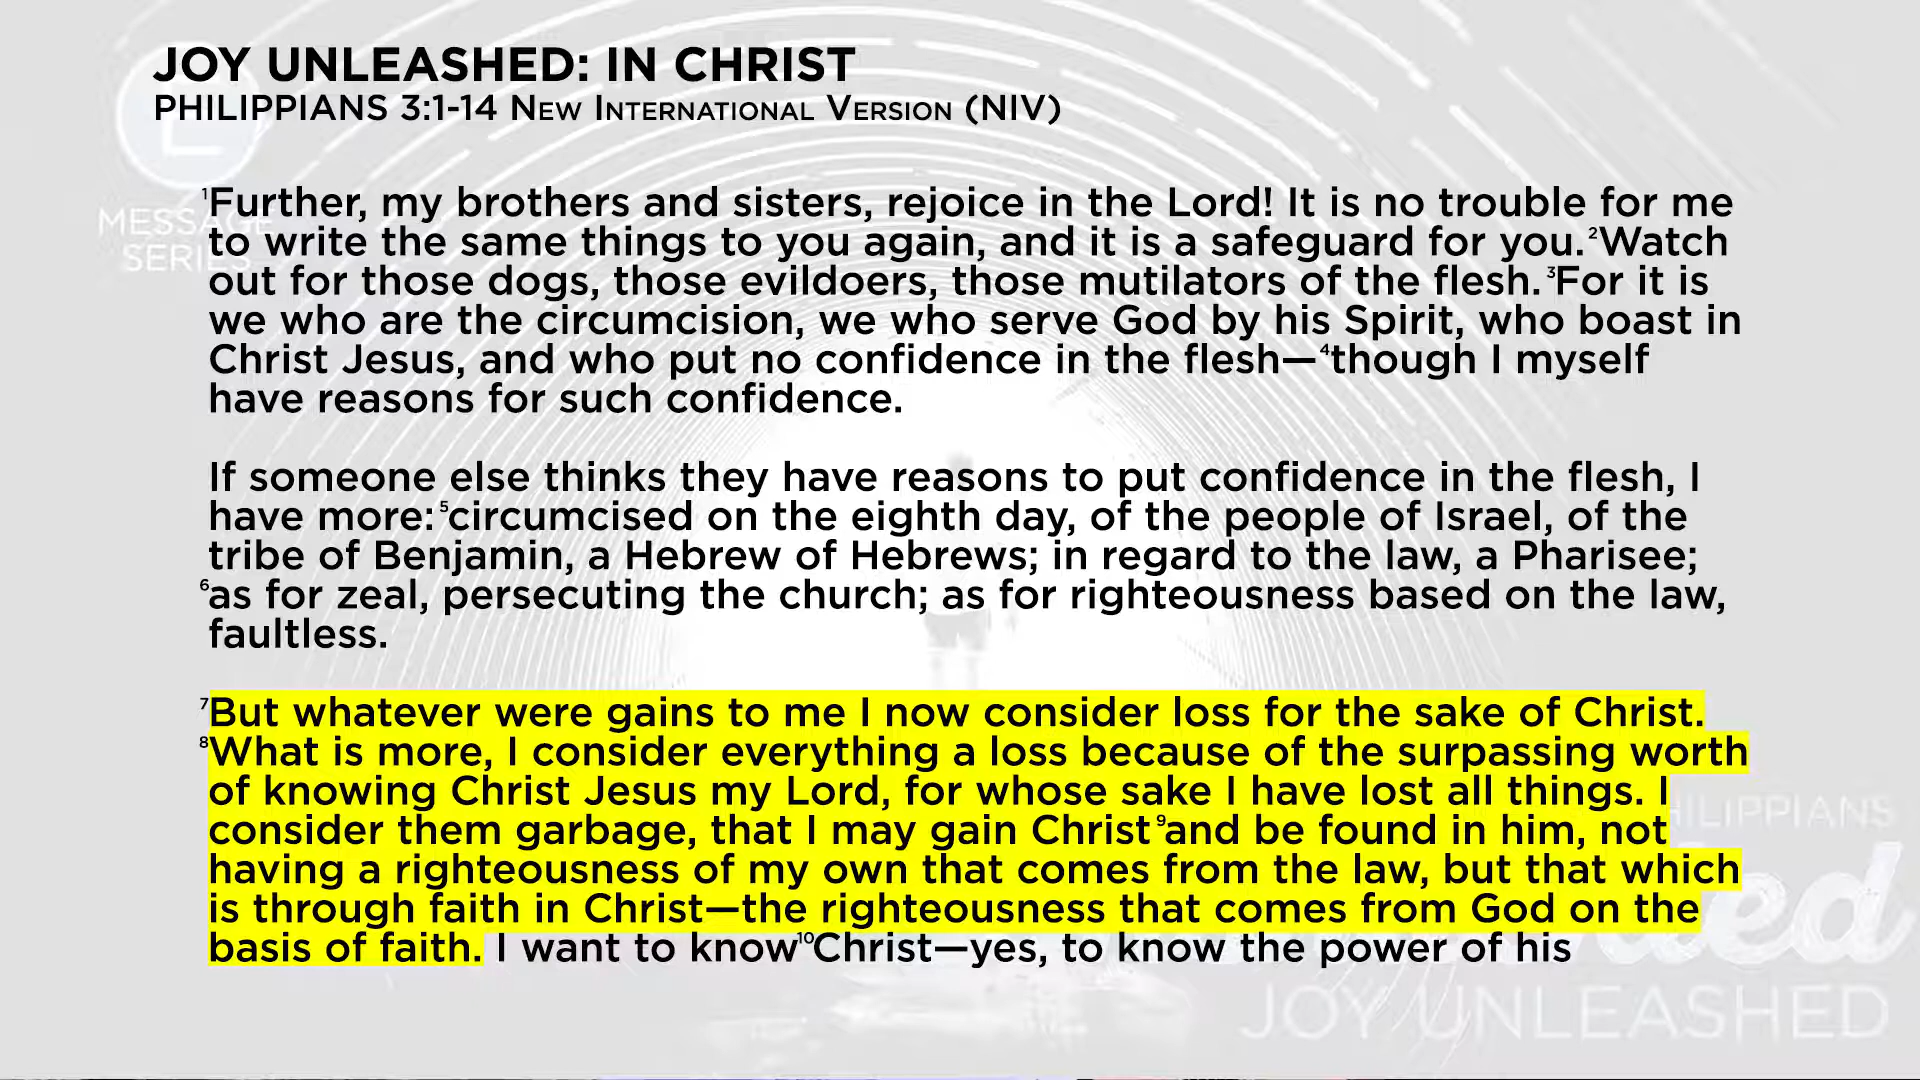 JOY UNLEASHED: IN CHRIST
PHILIPPIANS 3:1-14 New International Version (NIV)
MESSAGE
SERIES
¹Further, my brothers and sisters, rejoice in the Lord! It is no trouble for me
to write the same things to you again, and it is a safeguard for you. ²Watch
out for those dogs, those evildoers, those mutilators of the flesh. ³For it is
we who are the circumcision, we who serve God by his Spirit, who boast in
Christ Jesus, and who put no confidence in the flesh—⁴though I myself
have reasons for such confidence.
If someone else thinks they have reasons to put confidence in the flesh, I
have more: ⁵circumcised on the eighth day, of the people of Israel, of the
tribe of Benjamin, a Hebrew of Hebrews; in regard to the law, a Pharisee;
⁶as for zeal, persecuting the church; as for righteousness based on the law,
faultless.
⁷But whatever were gains to me I now consider loss for the sake of Christ.
⁸What is more, I consider everything a loss because of the surpassing worth
of knowing Christ Jesus my Lord, for whose sake I have lost all things. I
consider them garbage, that I may gain Christ ⁹and be found in him, not
having a righteousness of my own that comes from the law, but that which
is through faith in Christ—the righteousness that comes from God on the
basis of faith. I want to know ¹⁰Christ—yes, to know the power of his
PHILIPPIANS
JOY UNLEASHED